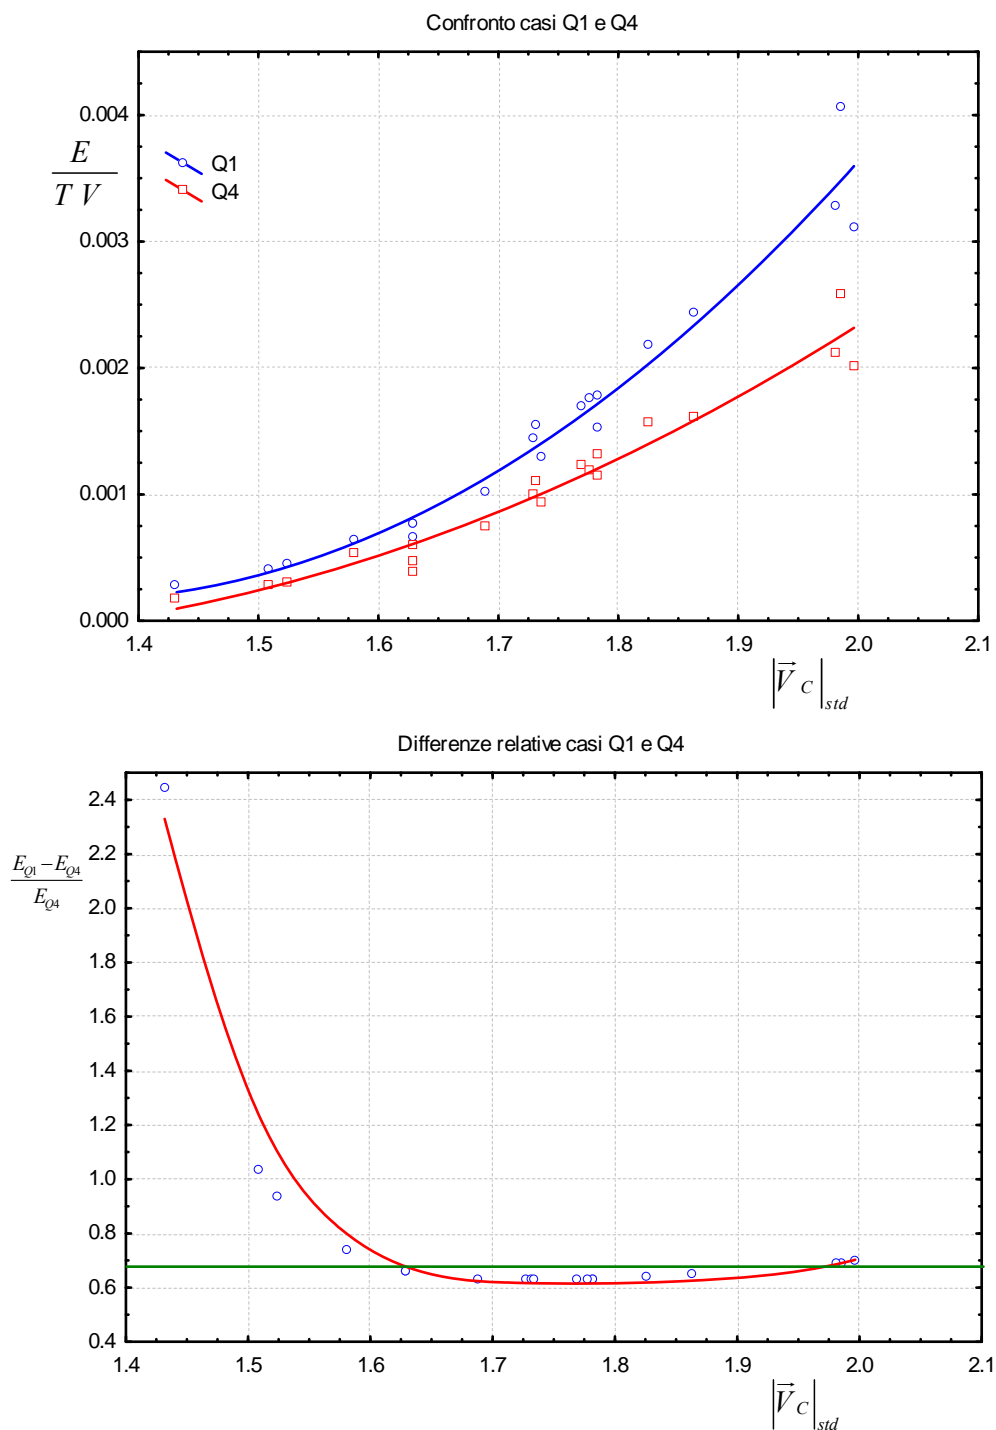 Confronto casi Q1 e Q4
0.004
E
T V
Q1
Q4
0.003
0.002
0.001
0.000
1.4 1.5 1.6 1.7 1.8 1.9 2.0 2.1
|V⃗ C|std
Differenze relative casi Q1 e Q4
2.4
2.2
EQ1 − EQ4
EQ4
2.0
1.8
1.6
1.4
1.2
1.0
0.8
0.6
0.4
1.4 1.5 1.6 1.7 1.8 1.9 2.0 2.1
|V⃗ C|std